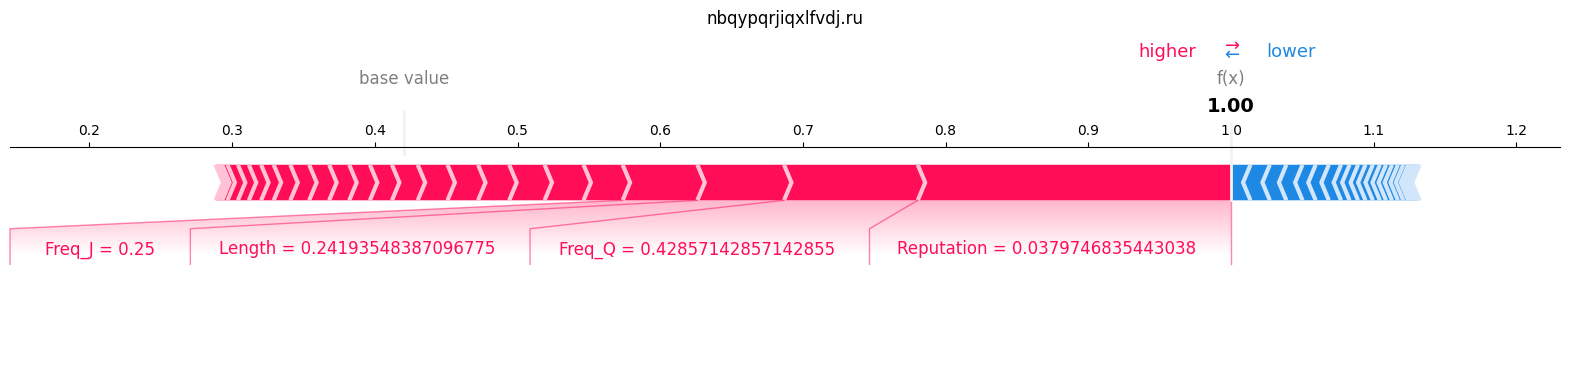 nbqypqrjiqxlfvdj.ru
higher ⇄ lower
base value f(x)
1.00
0.2 0.3 0.4 0.5 0.6 0.7 0.8 0.9 1.0 1.1 1.2
Freq_J = 0.25 Length = 0.24193548387096775 Freq_Q = 0.42857142857142855 Reputation = 0.0379746835443038